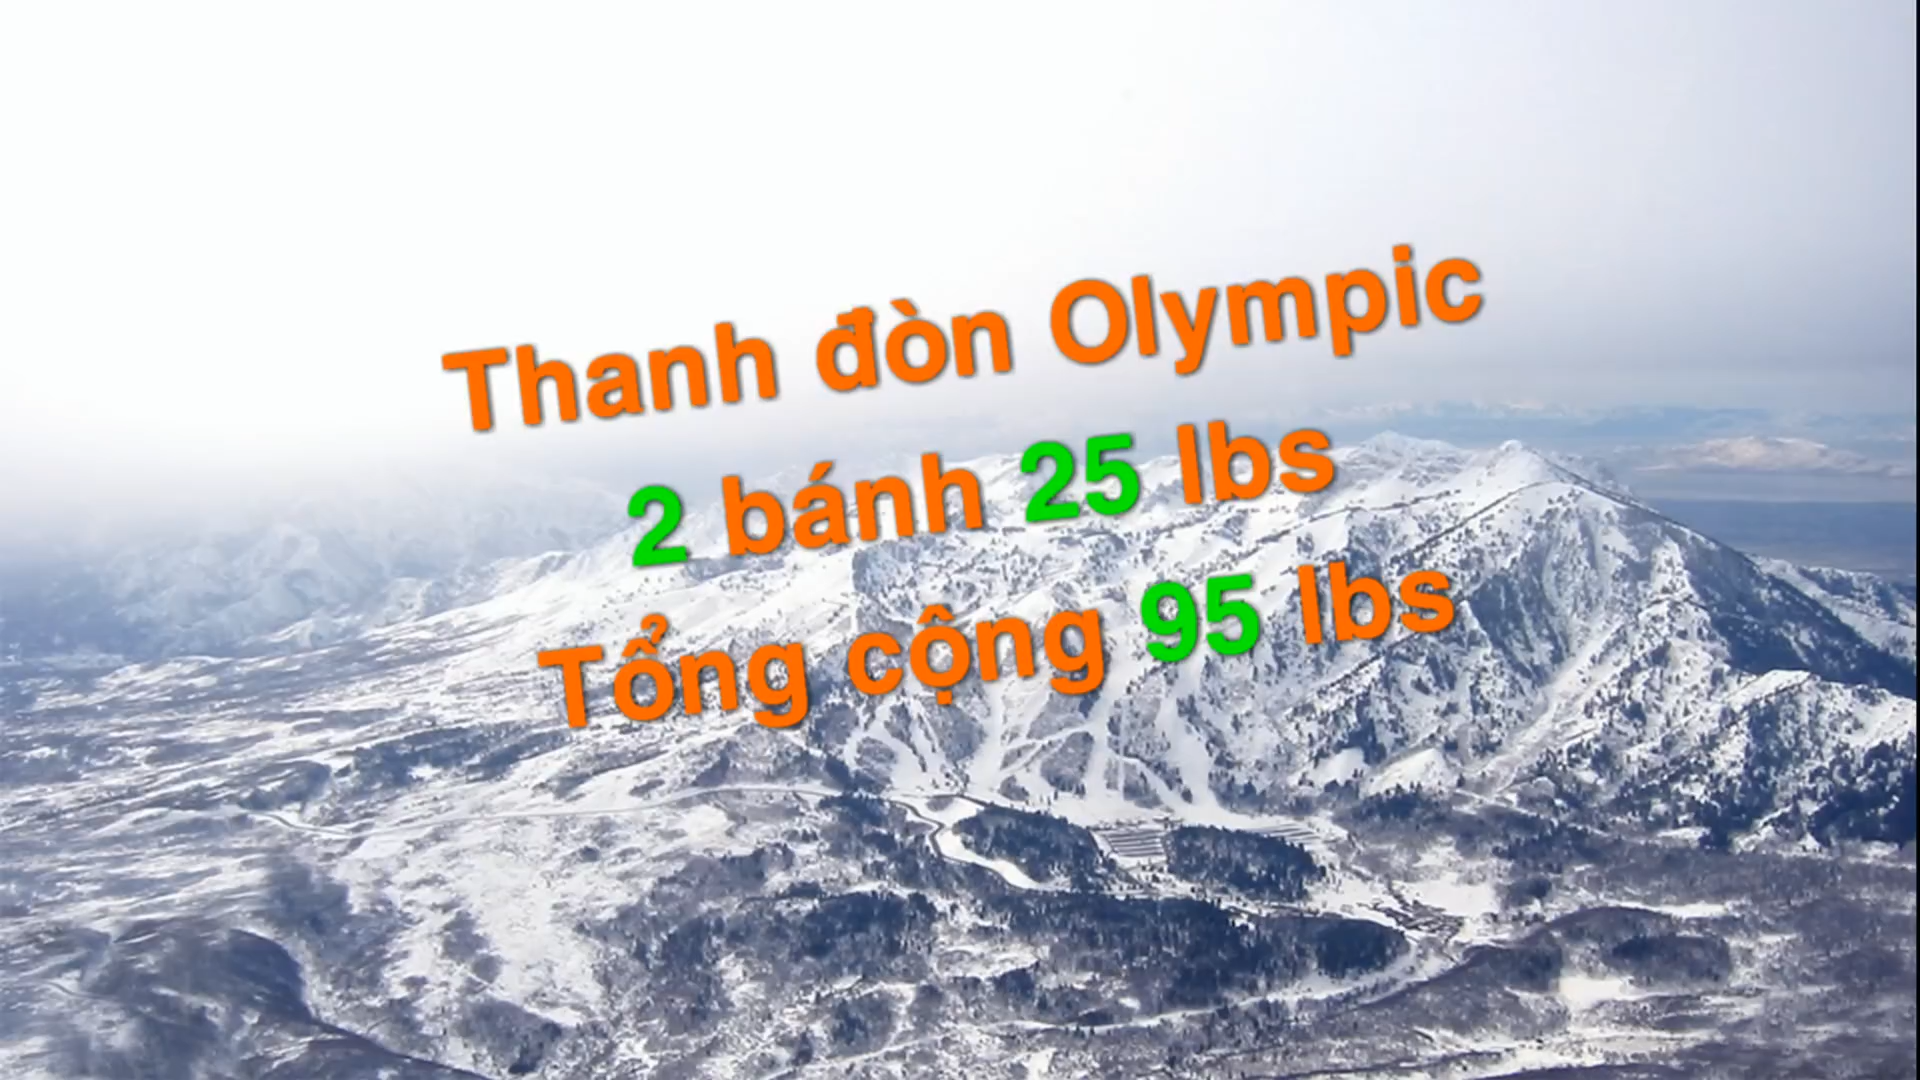 Thanh đòn Olympic
2 bánh 25 lbs
Tổng cộng 95 lbs